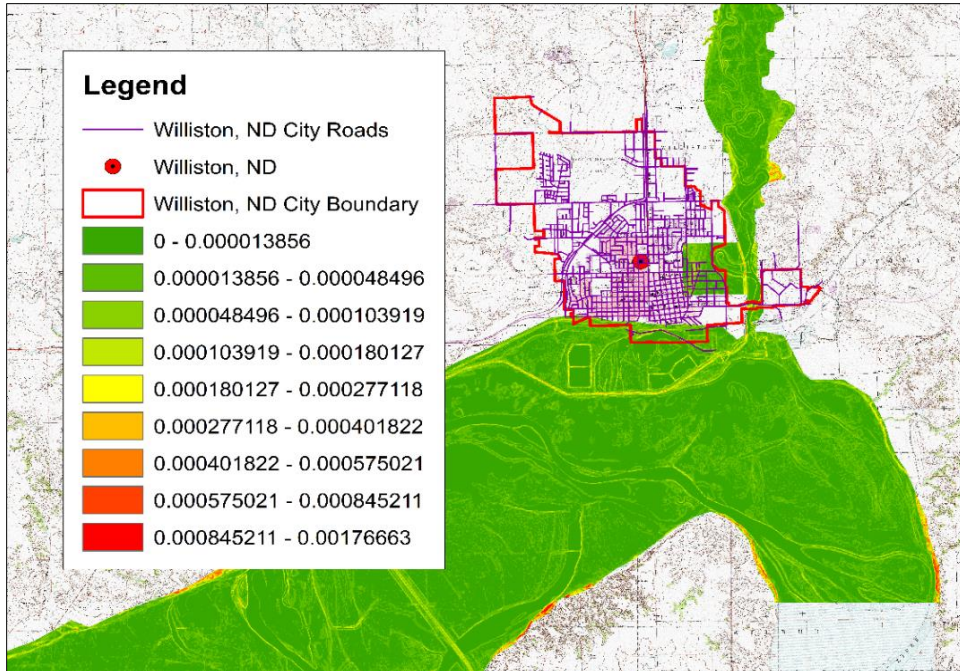 Legend
Williston, ND City Roads
Williston, ND
Williston, ND City Boundary
0 - 0.000013856
0.000013856 - 0.000048496
0.000048496 - 0.000103919
0.000103919 - 0.000180127
0.000180127 - 0.000277118
0.000277118 - 0.000401822
0.000401822 - 0.000575021
0.000575021 - 0.000845211
0.000845211 - 0.00176663